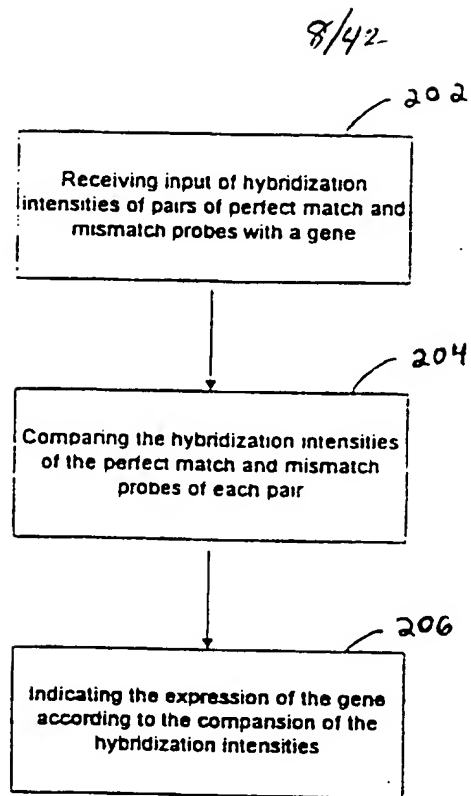 8/42
202
Receiving input of hybridization
intensities of pairs of perfect match and
mismatch probes with a gene
204
Comparing the hybridization intensities
of the perfect match and mismatch
probes of each pair
206
Indicating the expression of the gene
according to the compansion of the
hybridization intensities